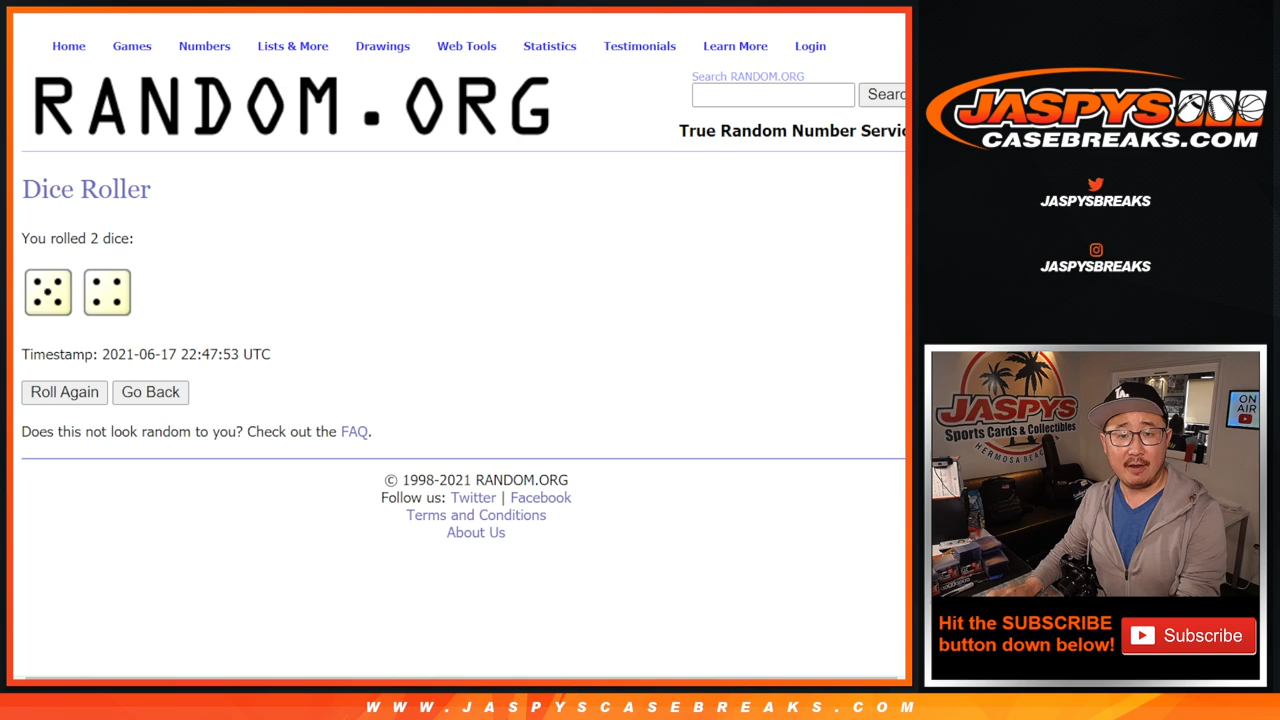 Home Games Numbers Lists & More Drawings Web Tools Statistics Testimonials Learn More Login
Search RANDOM.ORG
RANDOM.ORG
Searc
True Random Number Servic
Dice Roller
You rolled 2 dice:
Timestamp: 2021-06-17 22:47:53 UTC
Roll Again Go Back
Does this not look random to you? Check out the FAQ.
© 1998-2021 RANDOM.ORG
Follow us: Twitter | Facebook
Terms and Conditions
About Us
JASPYS
CASEBREAKS.COM
JASPYSBREAKS
JASPYSBREAKS
JASPYS
Sports Cards & Collectibles
HERMOSA BEACH
ON
AIR
LA
Hit the SUBSCRIBE
button down below!
Subscribe
WWW.JASPYSCASEBREAKS.COM